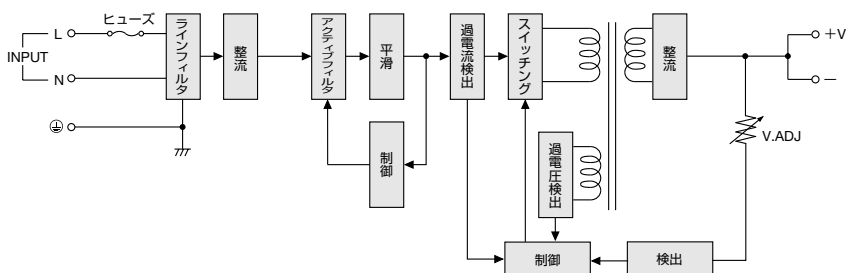 ヒューズ
L
INPUT
N
ラインフィルタ
整流
アクティブフィルタ
平滑
制御
過電流検出
スイッチング
過電圧検出
整流
+V
−
V.ADJ
制御
検出